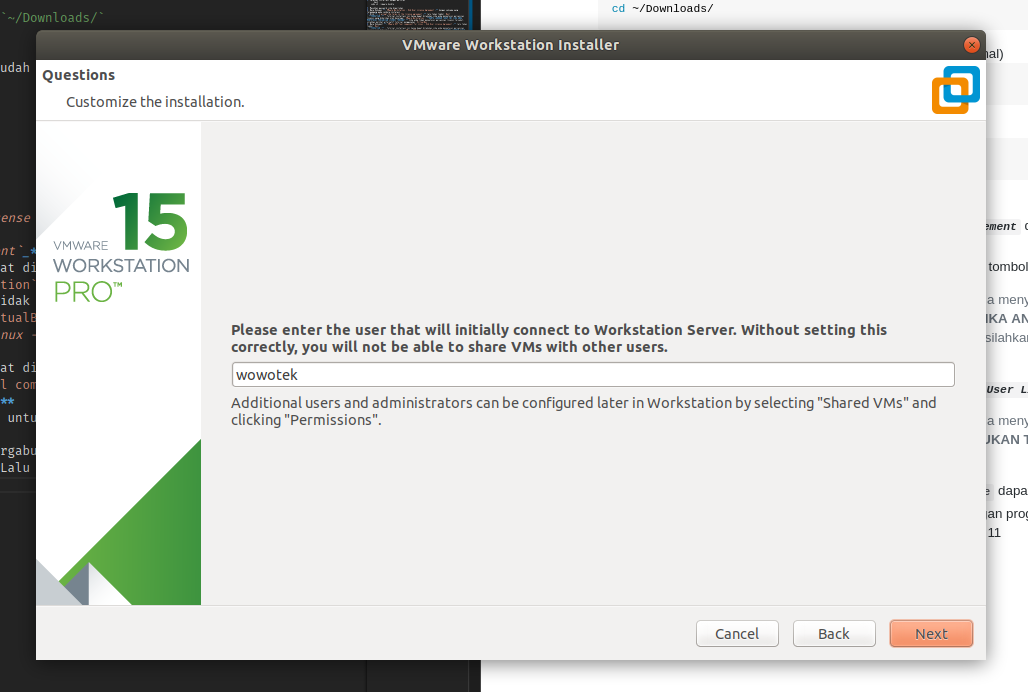 `~/Downloads/`
cd ~/Downloads/
VMware Workstation Installer
udah
Questions
Customize the installation.
15
VMWARE
WORKSTATION
PRO™
ense
nt`_*
at di
tion`
idak
tualB
nux -
at di
l com
**
untu
rgabu
Lalu
Please enter the user that will initially connect to Workstation Server. Without setting this
correctly, you will not be able to share VMs with other users.
wowotek
Additional users and administrators can be configured later in Workstation by selecting "Shared VMs" and
clicking "Permissions".
Cancel
Back
Next
nal)
ement
tombol
a meny
IKA AN
silahkan
User Li
a meny
UKAN T
e dapa
gan prog
11